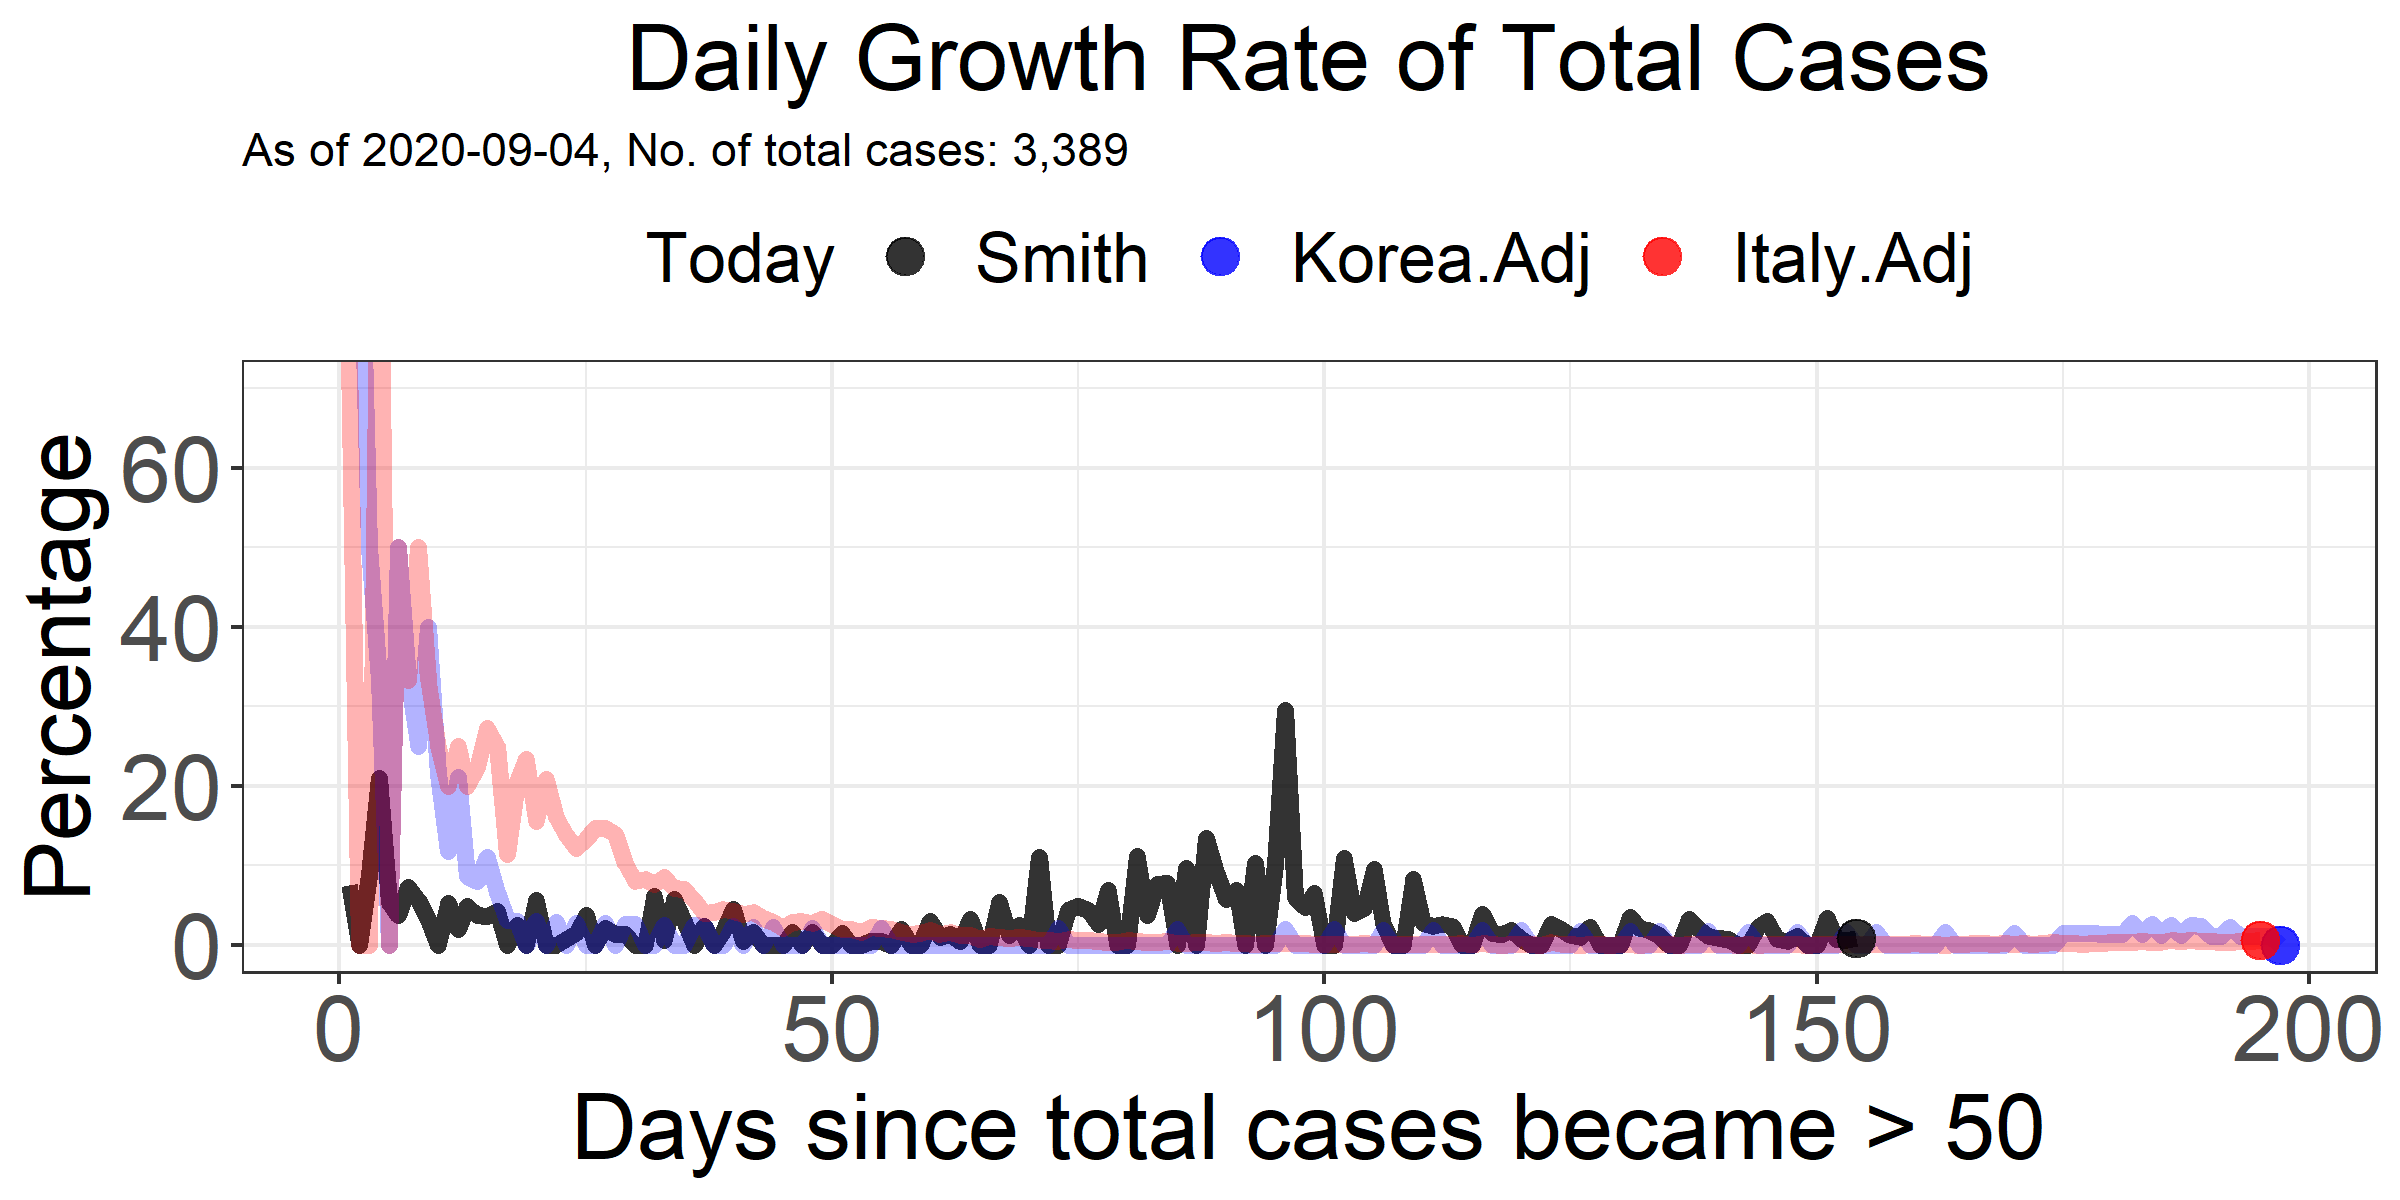 Daily Growth Rate of Total Cases
As of 2020-09-04, No. of total cases: 3,389
Today Smith Korea.Adj Italy.Adj
Percentage
60
40
20
0
0 50 100 150 200
Days since total cases became > 50